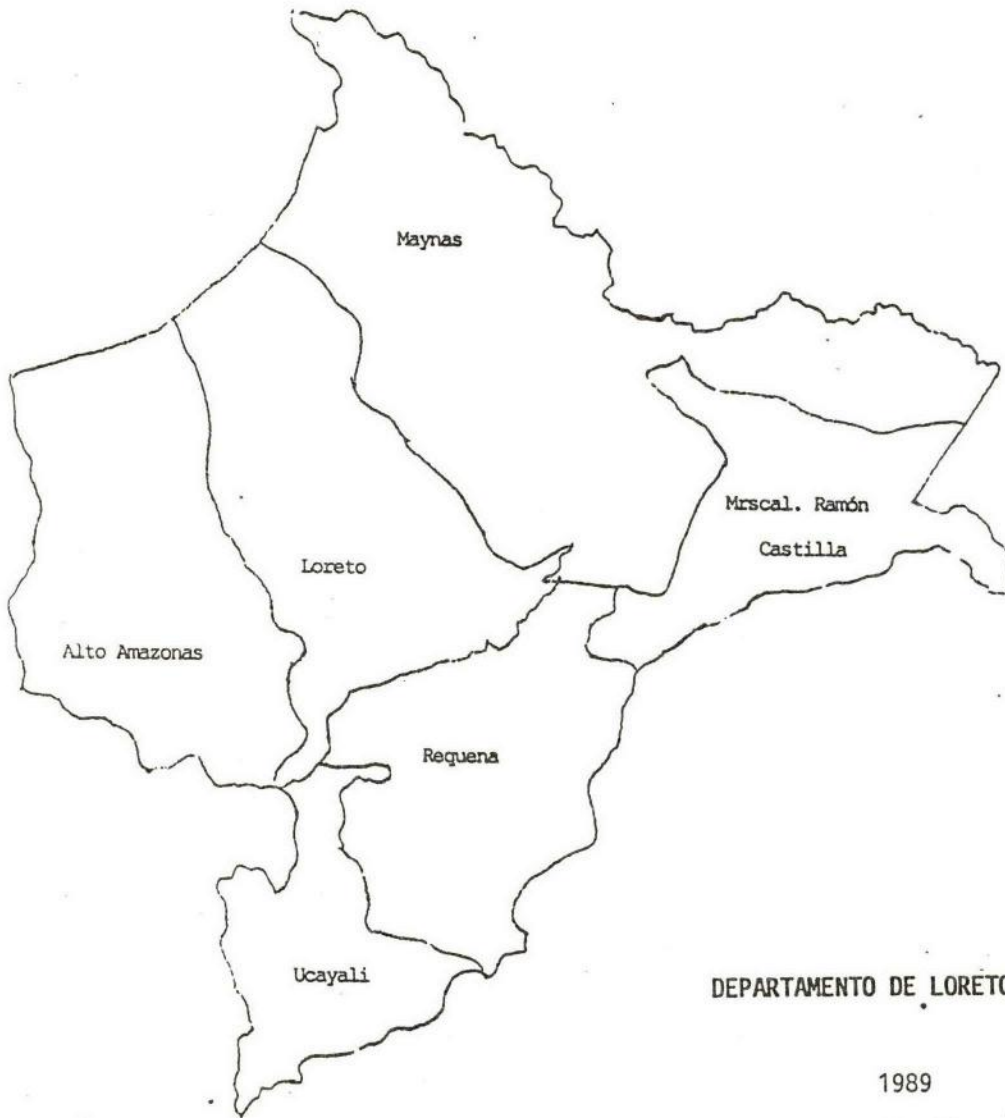 Maynas
Mrscal. Ramón
Castilla
Loreto
Alto Amazonas
Requena
Ucayali
DEPARTAMENTO DE LORETO
1989